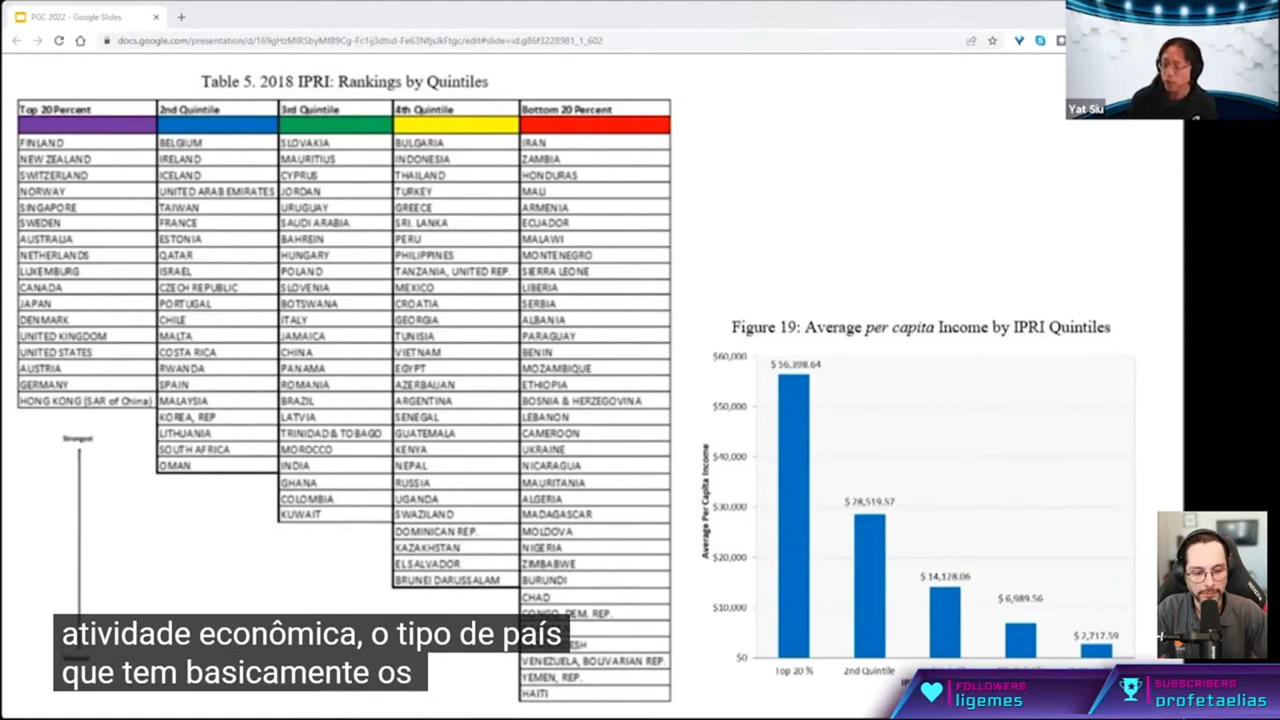 PGC 2022 - Google Slides
docs.google.com/presentation/d/169gHzMIRSbyMfB9Cg-Fc1ij3dtsd-Fe63NfjsJkFtgc/edit#slide=id.g86f3228981_1_602
Yat Siu
Table 5. 2018 IPRI: Rankings by Quintiles
Top 20 Percent 2nd Quintile 3rd Quintile 4th Quintile Bottom 20 Percent
FINLAND BELGIUM SLOVAKIA BULGARIA IRAN
NEW ZEALAND IRELAND MAURITIUS INDONESIA ZAMBIA
SWITZERLAND ICELAND CYPRUS THAILAND HONDURAS
NORWAY UNITED ARAB EMIRATES JORDAN TURKEY MALI
SINGAPORE TAIWAN URUGUAY GREECE ARMENIA
SWEDEN FRANCE SAUDI ARABIA SRI. LANKA ECUADOR
AUSTRALIA ESTONIA BAHREIN PERU MALAWI
NETHERLANDS QATAR HUNGARY PHILIPPINES MONTENEGRO
LUXEMBURG ISRAEL POLAND TANZANIA, UNITED REP. SIERRA LEONE
CANADA CZECH REPUBLIC SLOVENIA MEXICO LIBERIA
JAPAN PORTUGAL BOTSWANA CROATIA SERBIA
DENMARK CHILE ITALY GEORGIA ALBANIA
UNITED KINGDOM MALTA JAMAICA TUNISIA PARAGUAY
UNITED STATES COSTA RICA CHINA VIETNAM BENIN
AUSTRIA RWANDA PANAMA EGYPT MOZAMBIQUE
GERMANY SPAIN ROMANIA AZERBAIJAN ETHIOPIA
HONG KONG (SAR of China) MALAYSIA BRAZIL ARGENTINA BOSNIA & HERZEGOVINA
KOREA, REP LATVIA SENEGAL LEBANON
LITHUANIA TRINIDAD & TOBAGO GUATEMALA CAMEROON
SOUTH AFRICA MOROCCO KENYA UKRAINE
OMAN INDIA NEPAL NICARAGUA
GHANA RUSSIA MAURITANIA
COLOMBIA UGANDA ALGERIA
KUWAIT SWAZILAND MADAGASCAR
DOMINICAN REP. MOLDOVA
KAZAKHSTAN NIGERIA
EL SALVADOR ZIMBABWE
BRUNEI DARUSSALAM BURUNDI
CHAD
CONGO, DEM. REP.
VENEZUELA, BOLIVARIAN REP.
YEMEN, REP.
HAITI
Strongest
Figure 19: Average per capita Income by IPRI Quintiles
Average Per Capita Income
$60,000
$50,000
$40,000
$30,000
$20,000
$10,000
$0
$ 56,398.64
$ 28,519.57
$ 14,128.06
$ 6,989.56
$ 2,717.59
Top 20 % 2nd Quintile
atividade econômica, o tipo de país
que tem basicamente os
FOLLOWERS
ligemes
SUBSCRIBERS
profetaelias